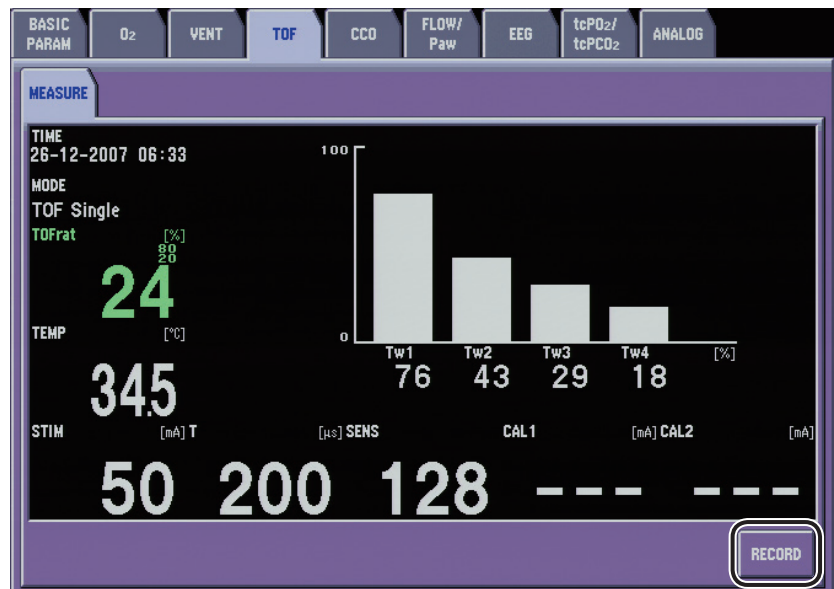 BASIC PARAM
O2
VENT
TOF
CCO
FLOW/ Paw
EEG
tcPO2/ tcPCO2
ANALOG
MEASURE
TIME
26-12-2007 06:33
MODE
TOF Single
TOFrat [%]
80
20
24
TEMP [°C]
34.5
100
0
Tw1 Tw2 Tw3 Tw4 [%]
76 43 29 18
STIM [mA] T [µs] SENS CAL1 [mA] CAL2 [mA]
50 200 128 --- ---
RECORD